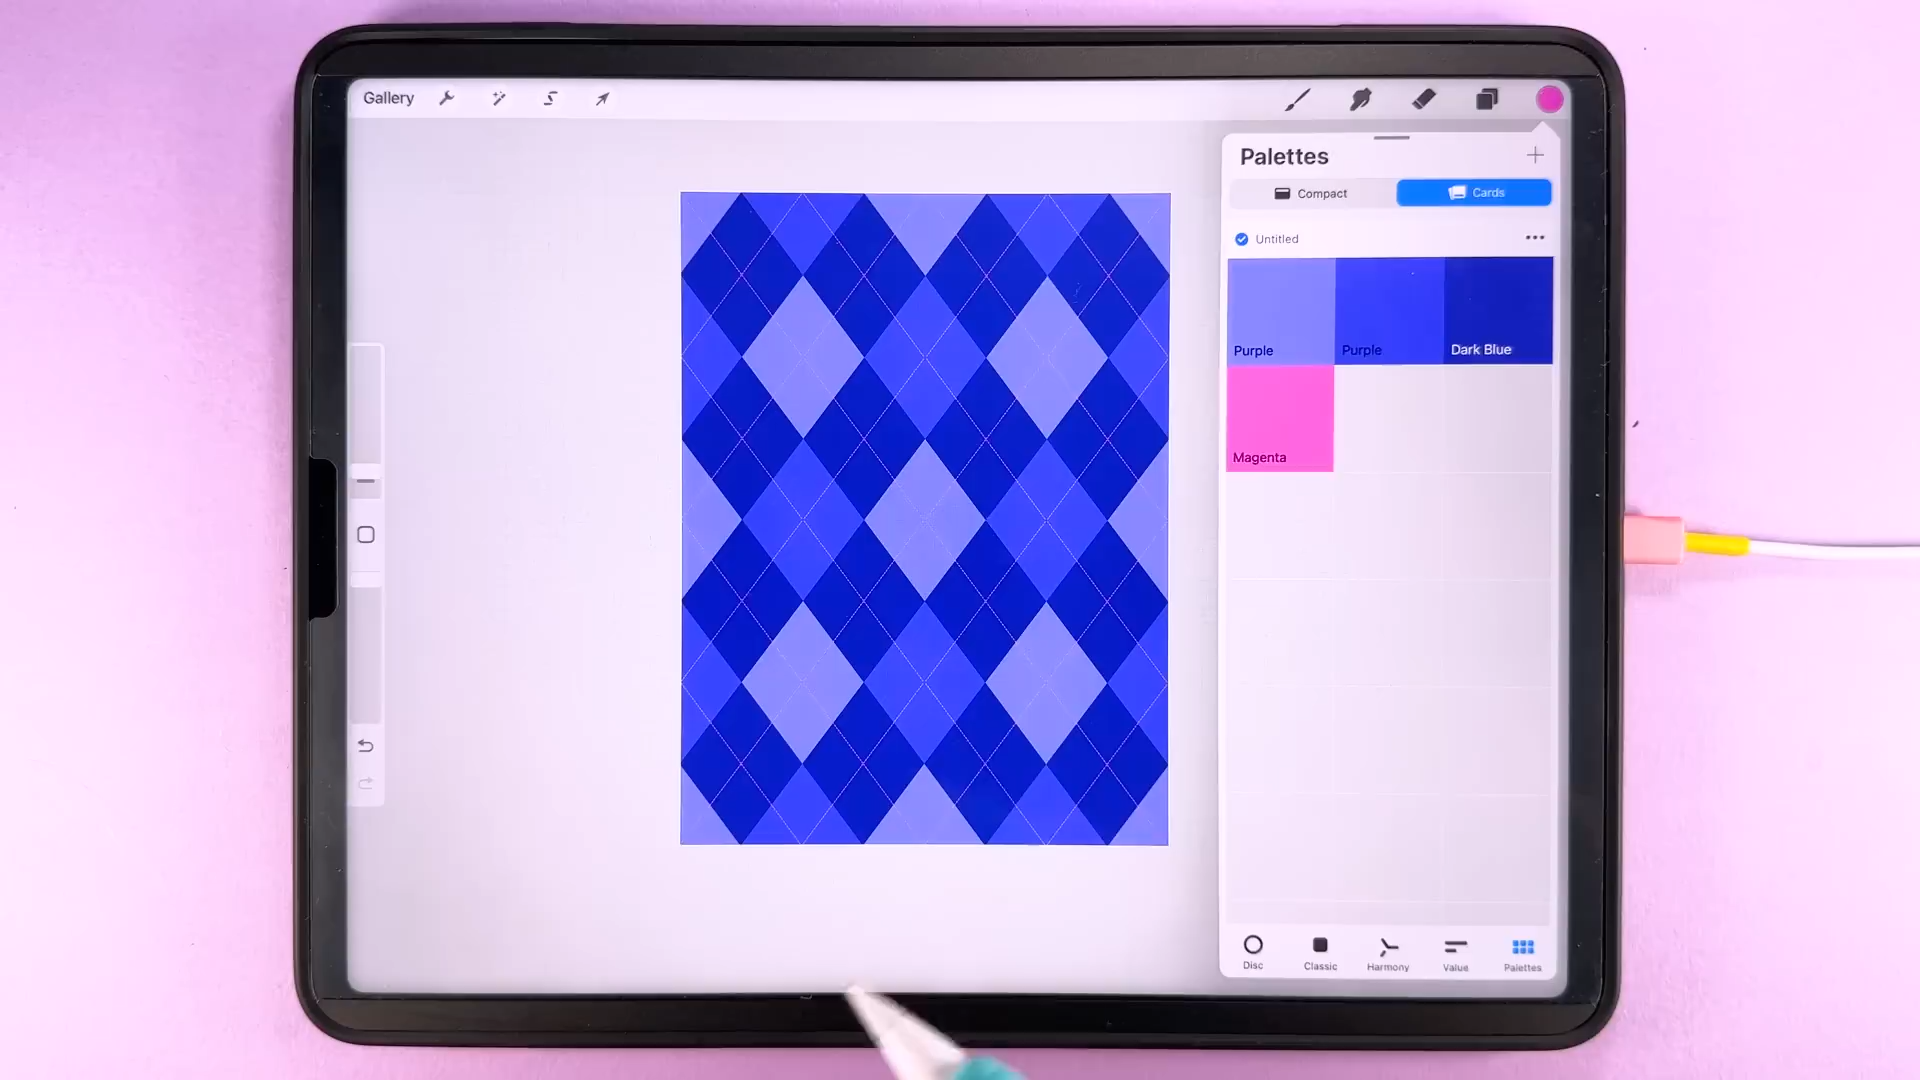 Gallery
Palettes
Compact
Cards
Untitled
Purple
Purple
Dark Blue
Magenta
Disc
Classic
Harmony
Value
Palettes